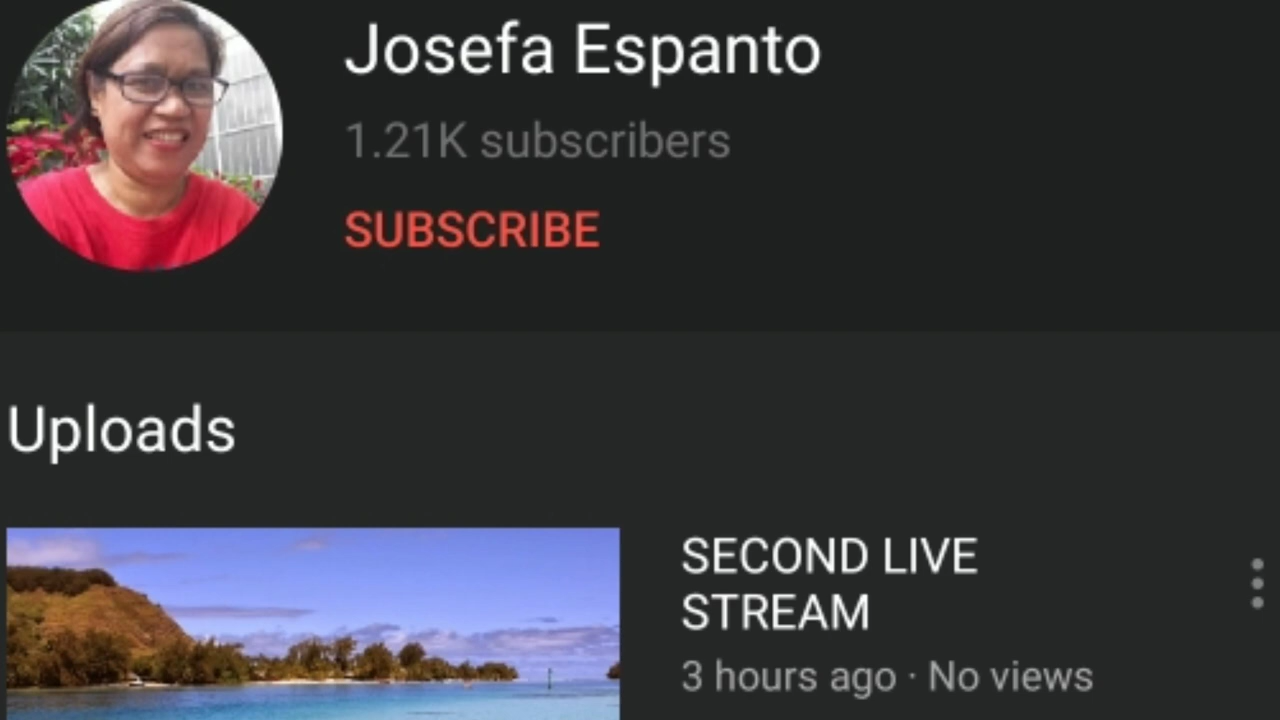 Josefa Espanto
1.21K subscribers
SUBSCRIBE
Uploads
SECOND LIVE
STREAM
3 hours ago · No views